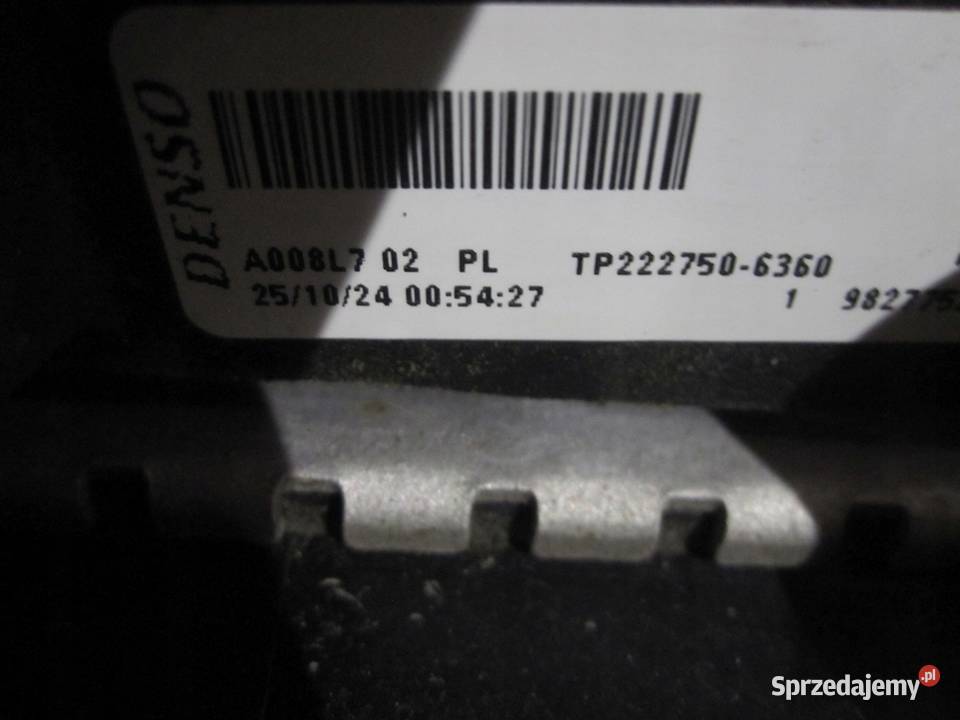 DENSO
A008L7 02 PL TP222750-6360
25/10/24 00:54:27 1
Sprzedajemy.pl